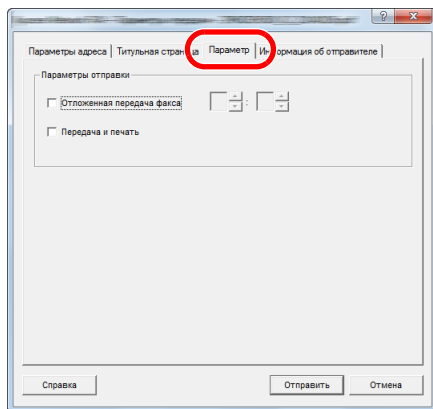 Параметры адреса Титульная страница Параметр Информация об отправителе
Параметры отправки
Отложенная передача факса :
Передача и печать
Справка Отправить Отмена